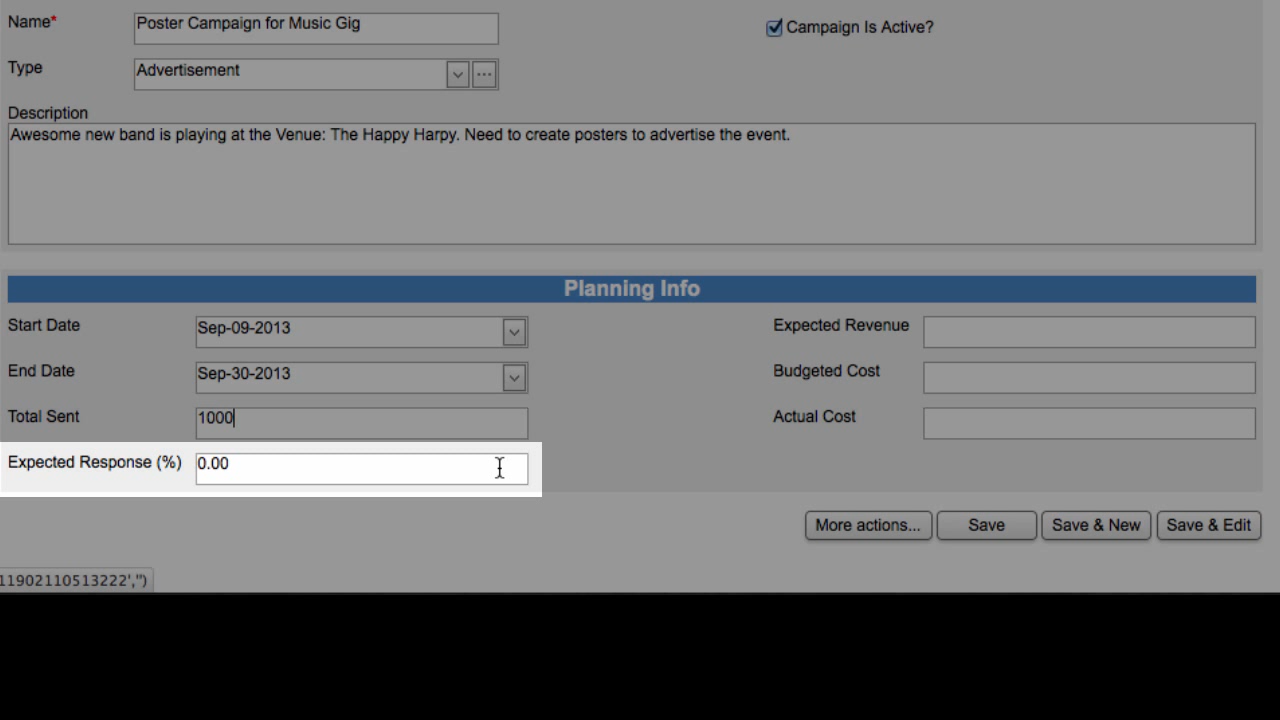 Name*
Poster Campaign for Music Gig
Campaign Is Active?
Type
Advertisement
Description
Awesome new band is playing at the Venue: The Happy Harpy. Need to create posters to advertise the event.
Planning Info
Start Date
Sep-09-2013
Expected Revenue
End Date
Sep-30-2013
Budgeted Cost
Total Sent
1000
Actual Cost
Expected Response (%)
0.00
More actions...
Save
Save & New
Save & Edit
11902110513222','')